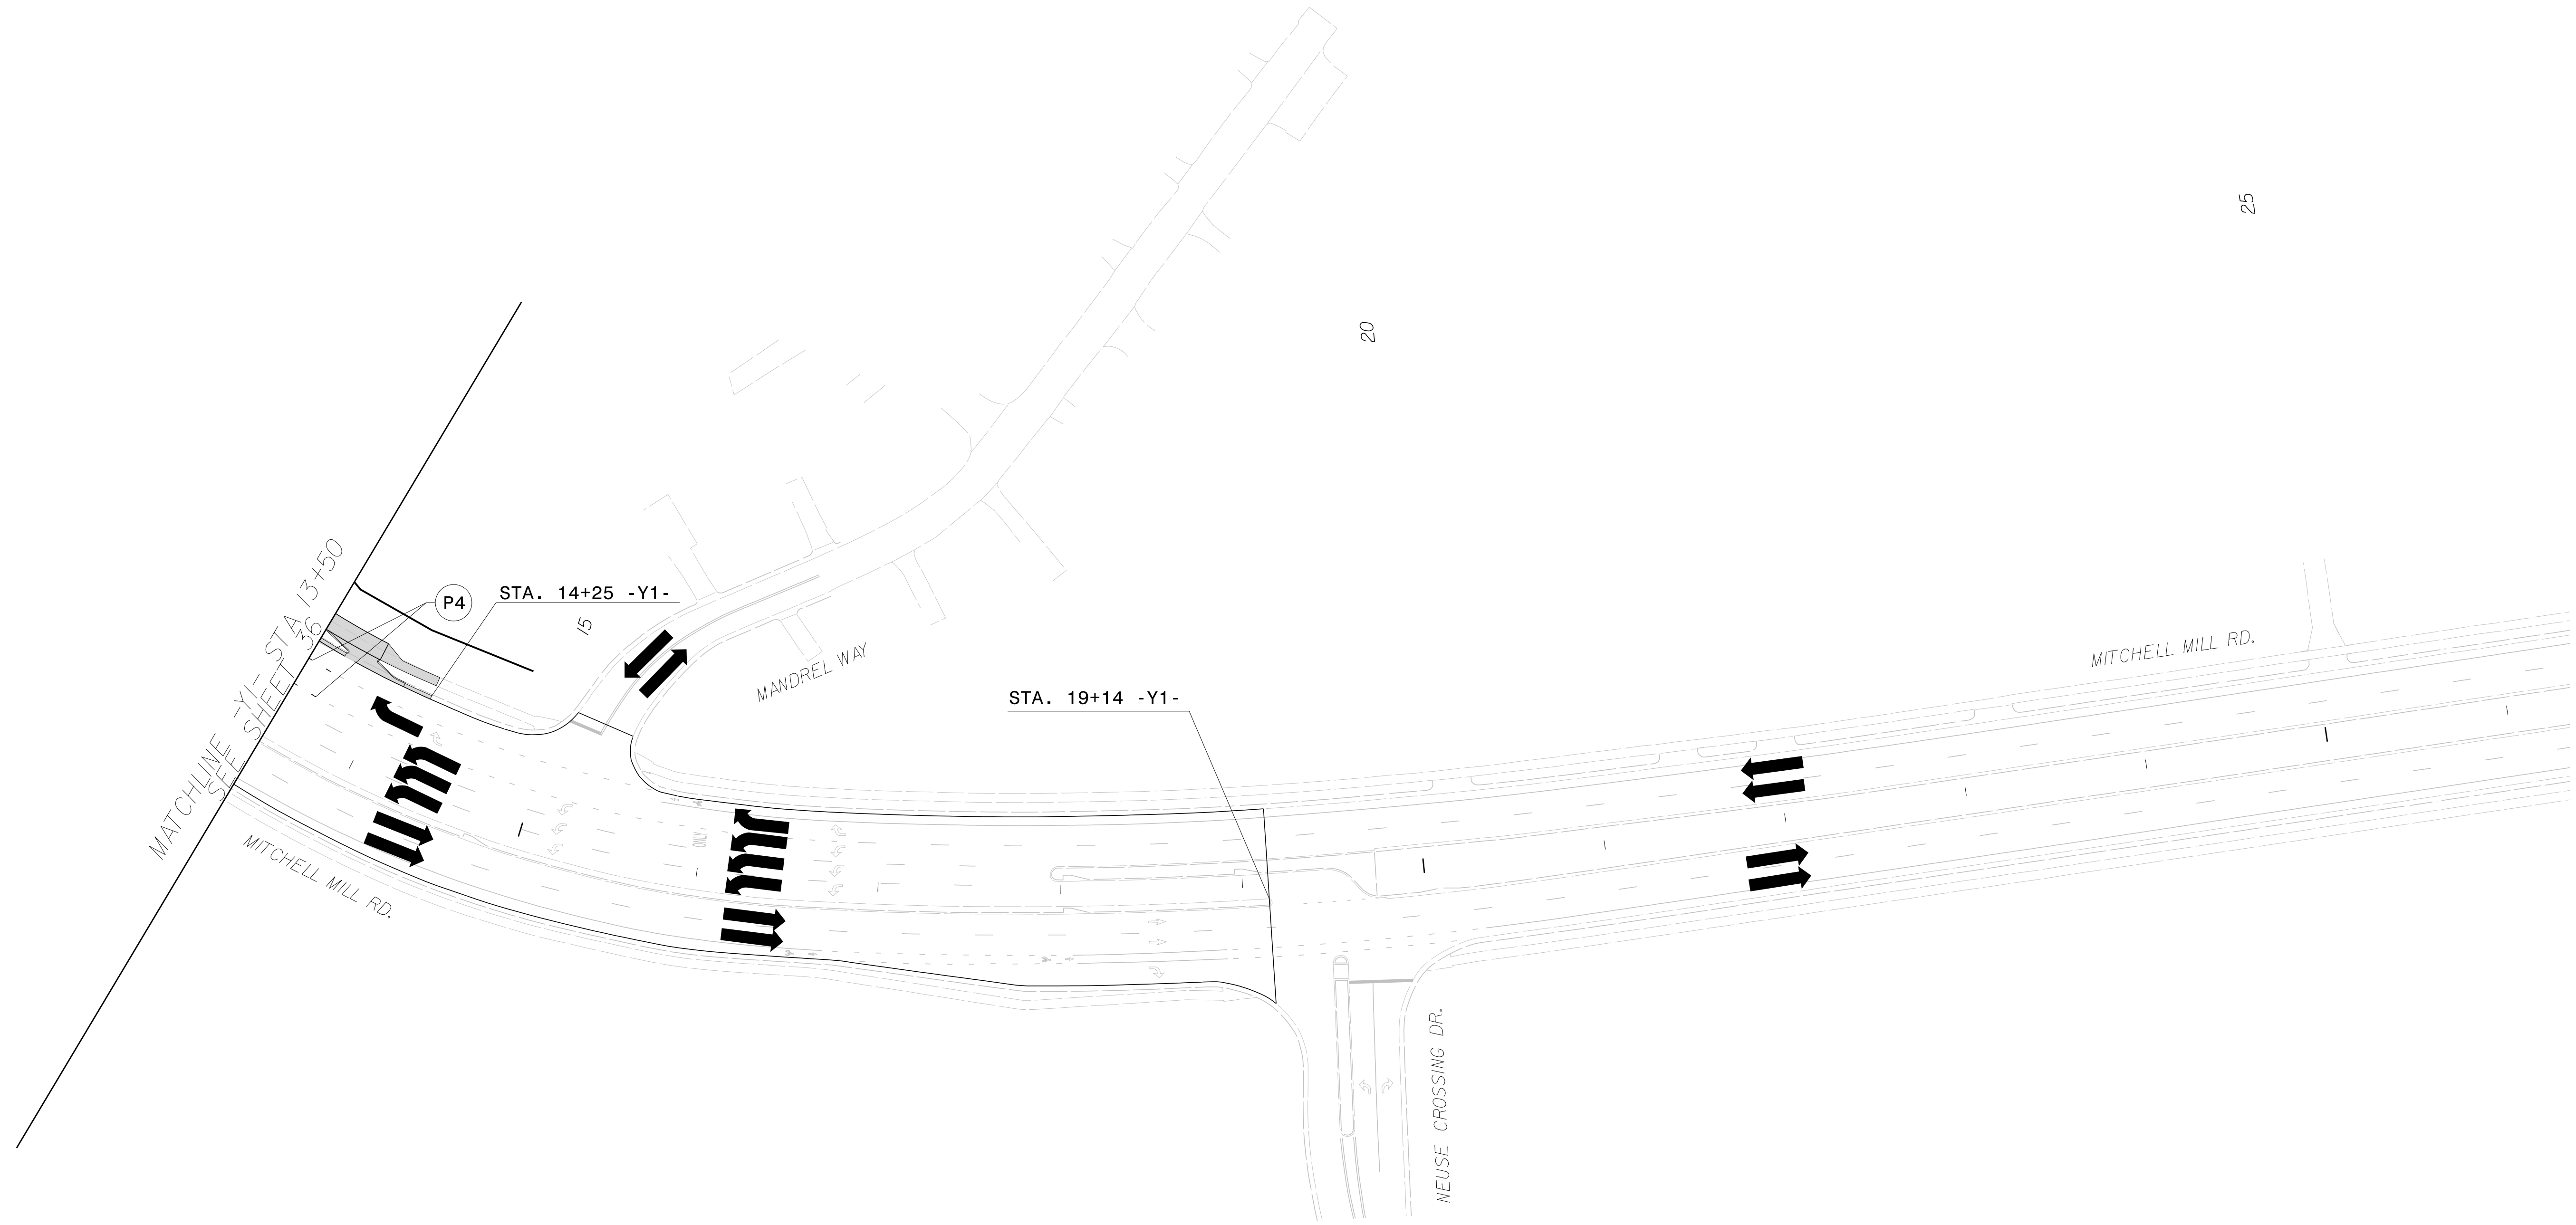 25
20
MATCHLINE -Y1- STA 13+50
SEE SHEET 36
P4
STA. 14+25 -Y1-
15
MANDREL WAY
MITCHELL MILL RD.
STA. 19+14 -Y1-
ONLY
MITCHELL MILL RD.
NEUSE CROSSING DR.